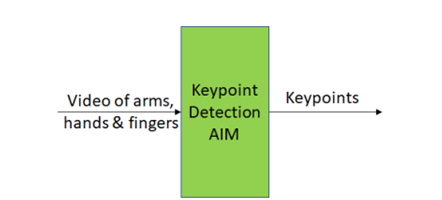 Video of arms,
hands & fingers
Keypoint
Detection
AIM
Keypoints